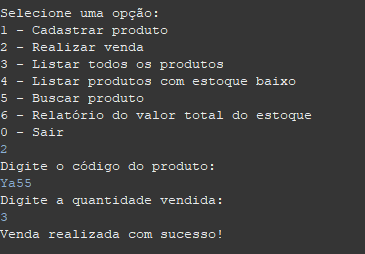 Selecione uma opção:
1 - Cadastrar produto
2 - Realizar venda
3 - Listar todos os produtos
4 - Listar produtos com estoque baixo
5 - Buscar produto
6 - Relatório do valor total do estoque
0 - Sair
2
Digite o código do produto:
Ya55
Digite a quantidade vendida:
3
Venda realizada com sucesso!